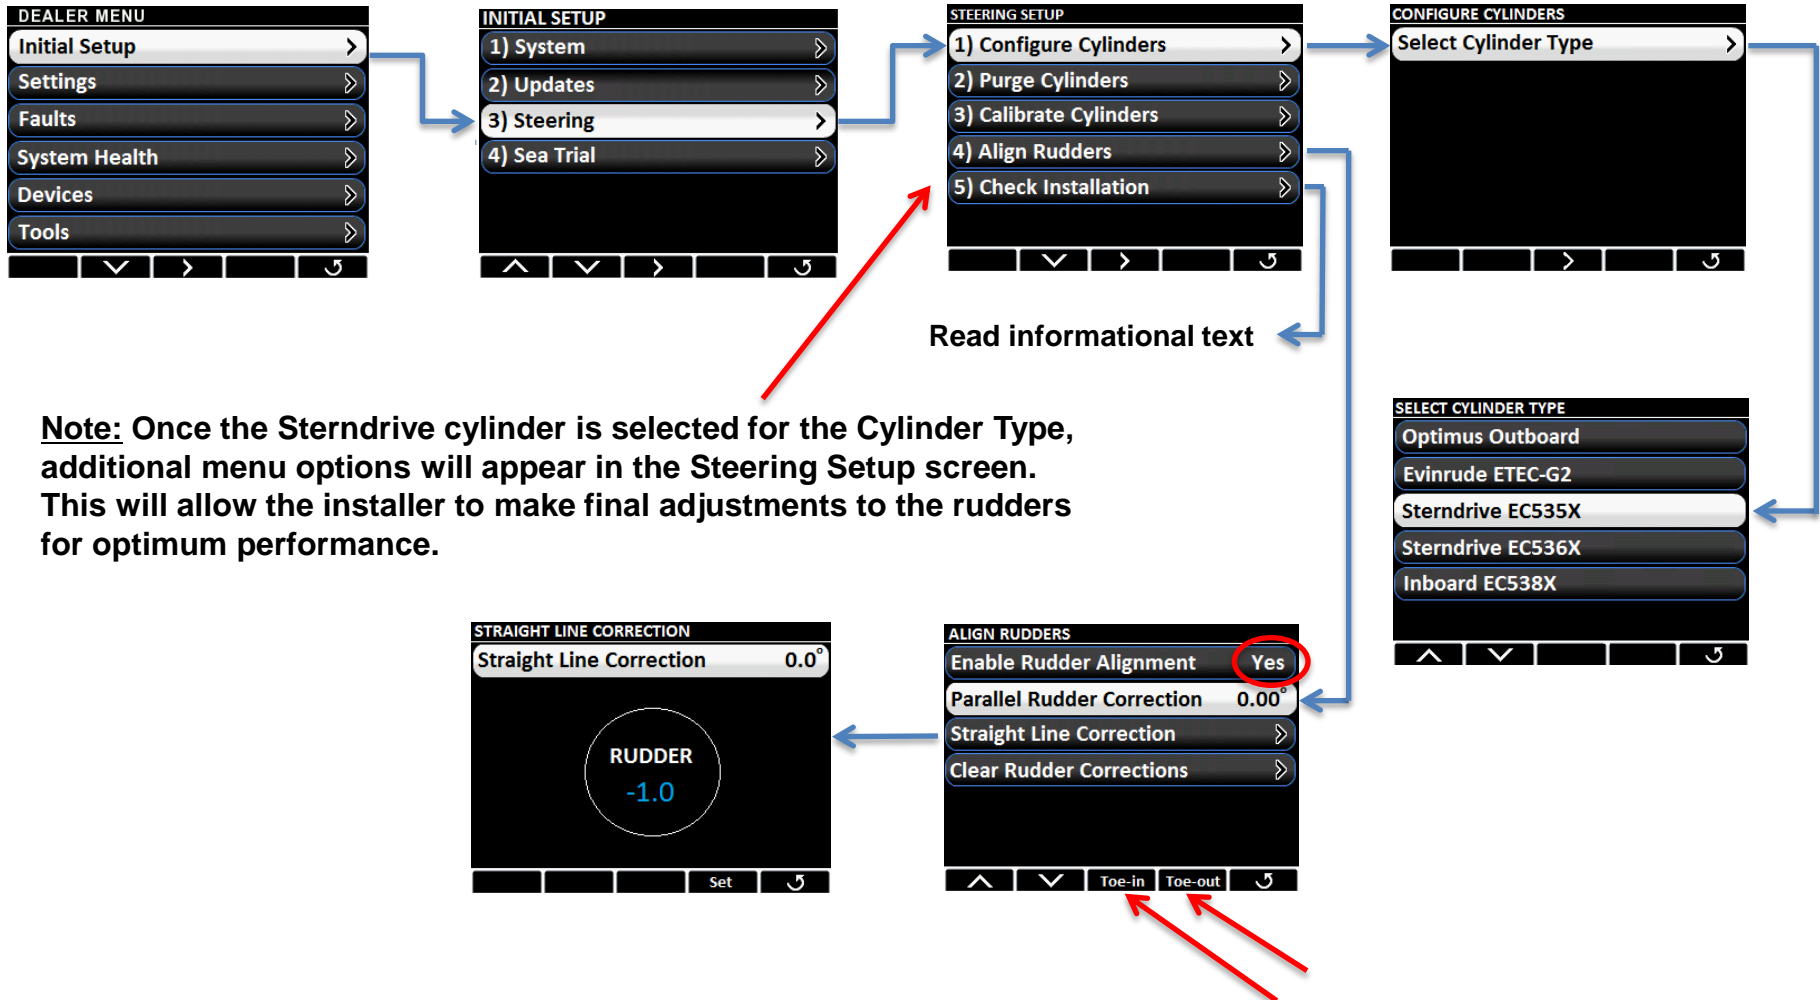 DEALER MENU
Initial Setup
Settings
Faults
System Health
Devices
Tools
INITIAL SETUP
1) System
2) Updates
3) Steering
4) Sea Trial
STEERING SETUP
1) Configure Cylinders
2) Purge Cylinders
3) Calibrate Cylinders
4) Align Rudders
5) Check Installation
CONFIGURE CYLINDERS
Select Cylinder Type
Read informational text
Note: Once the Sterndrive cylinder is selected for the Cylinder Type,
additional menu options will appear in the Steering Setup screen.
This will allow the installer to make final adjustments to the rudders
for optimum performance.
SELECT CYLINDER TYPE
Optimus Outboard
Evinrude ETEC-G2
Sterndrive EC535X
Sterndrive EC536X
Inboard EC538X
STRAIGHT LINE CORRECTION
Straight Line Correction 0.0°
RUDDER
-1.0
Set
ALIGN RUDDERS
Enable Rudder Alignment Yes
Parallel Rudder Correction 0.00°
Straight Line Correction
Clear Rudder Corrections
Toe-in Toe-out